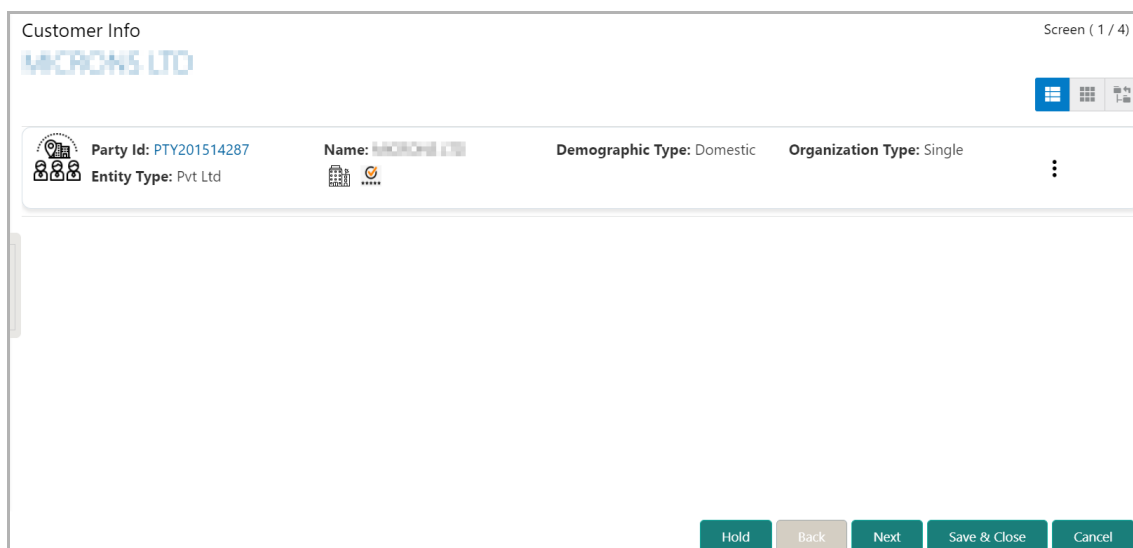 Customer Info
Screen ( 1 / 4)
LTD
Party Id: PTY201514287 Name: Demographic Type: Domestic Organization Type: Single
Entity Type: Pvt Ltd
Hold Back Next Save & Close Cancel